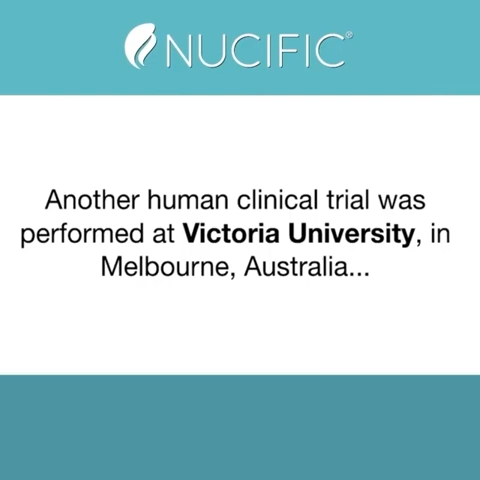 NUCIFIC®
Another human clinical trial was
performed at Victoria University, in
Melbourne, Australia...